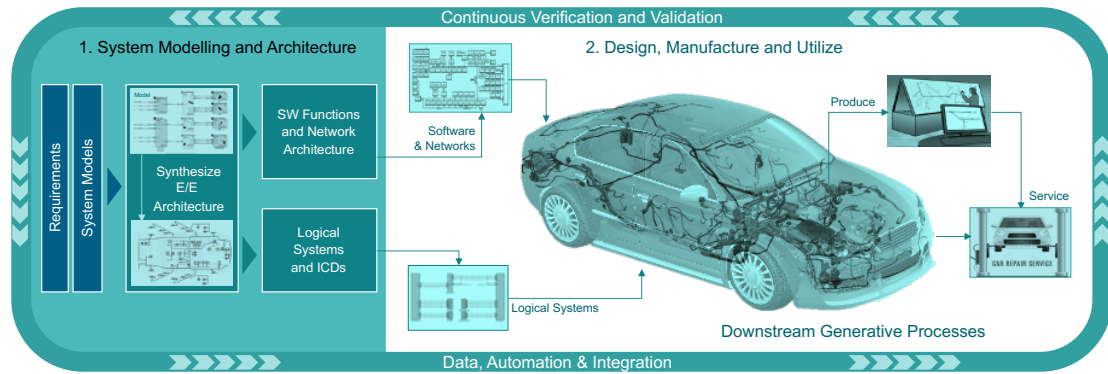 Continuous Verification and Validation
1. System Modelling and Architecture
2. Design, Manufacture and Utilize
Requirements
System Models
Model
Synthesize
E/E
Architecture
SW Functions
and Network
Architecture
Logical
Systems
and ICDs
Software
& Networks
Logical Systems
Produce
Service
CAR REPAIR SERVICE
Downstream Generative Processes
Data, Automation & Integration